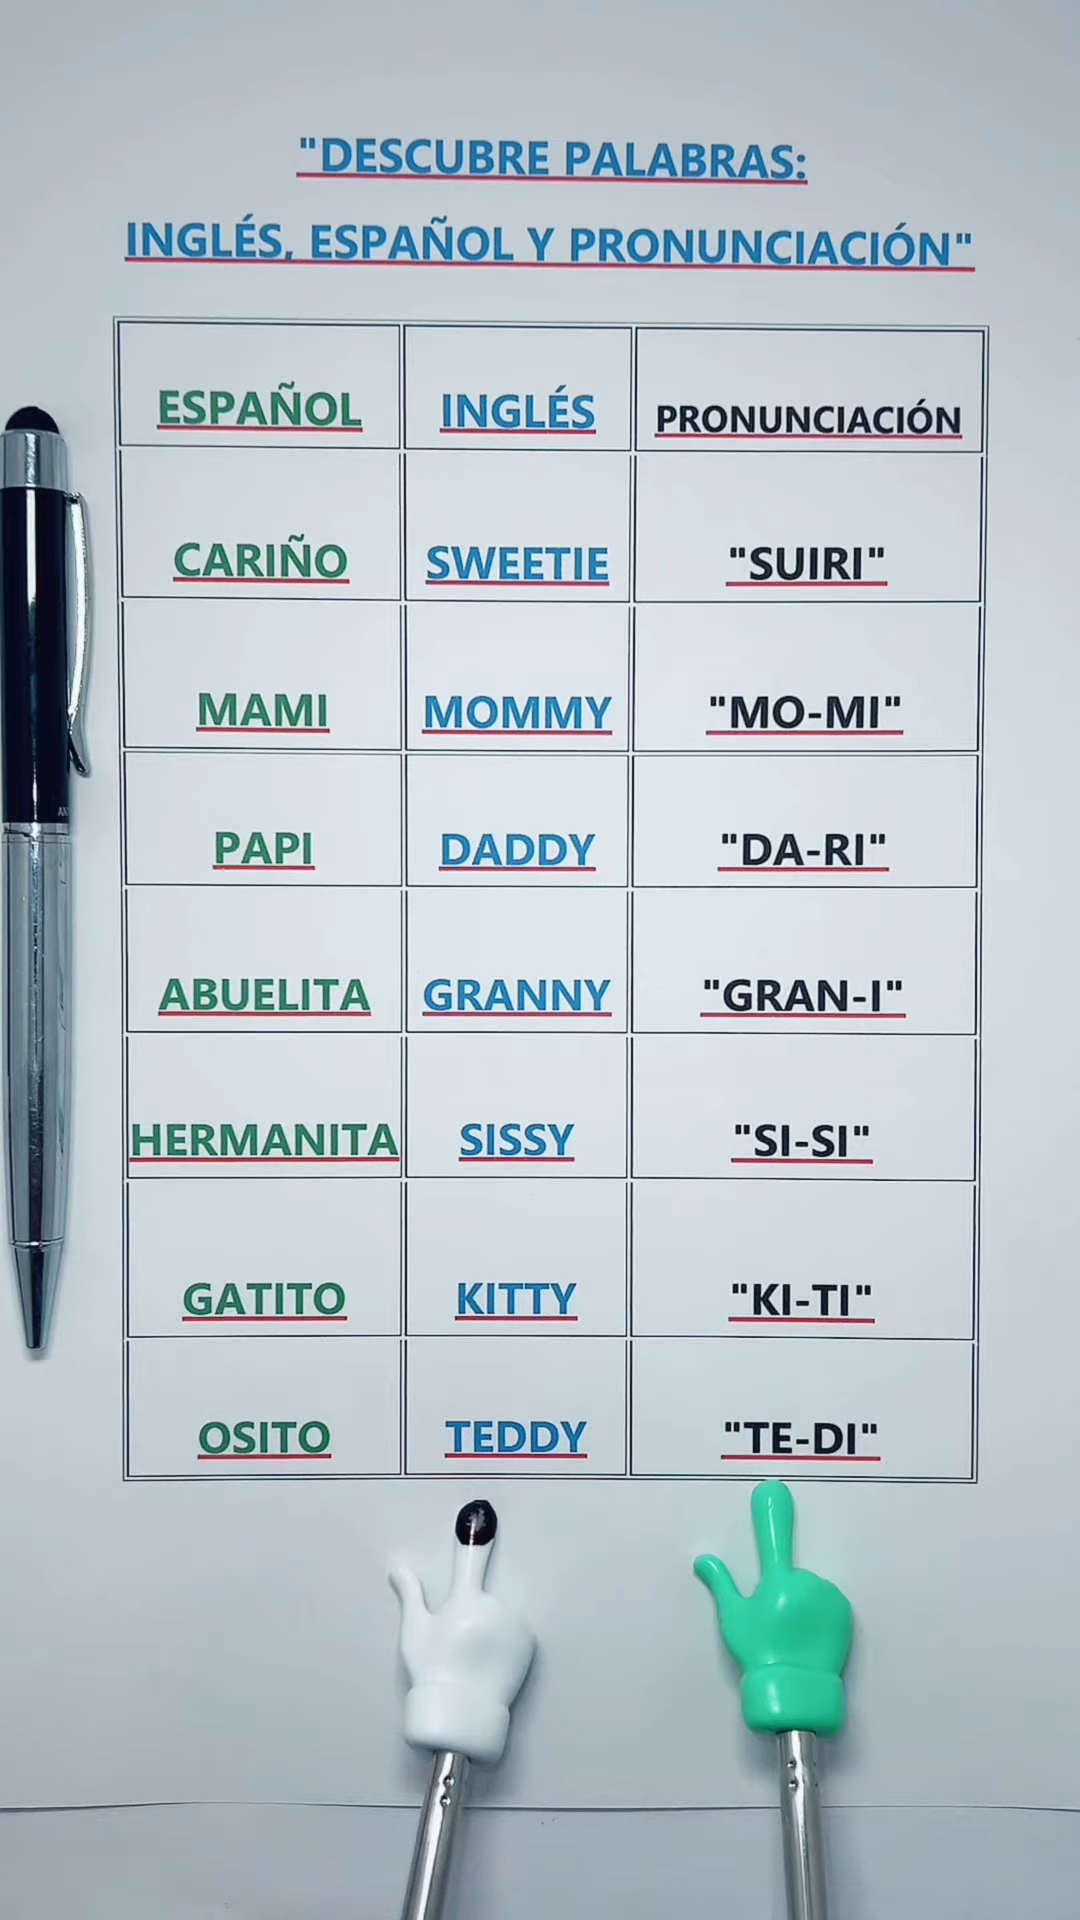 "DESCUBRE PALABRAS:
INGLÉS, ESPAÑOL Y PRONUNCIACIÓN"
ESPAÑOL INGLÉS PRONUNCIACIÓN
CARIÑO SWEETIE "SUIRI"
MAMI MOMMY "MO-MI"
PAPI DADDY "DA-RI"
ABUELITA GRANNY "GRAN-I"
HERMANITA SISSY "SI-SI"
GATITO KITTY "KI-TI"
OSITO TEDDY "TE-DI"